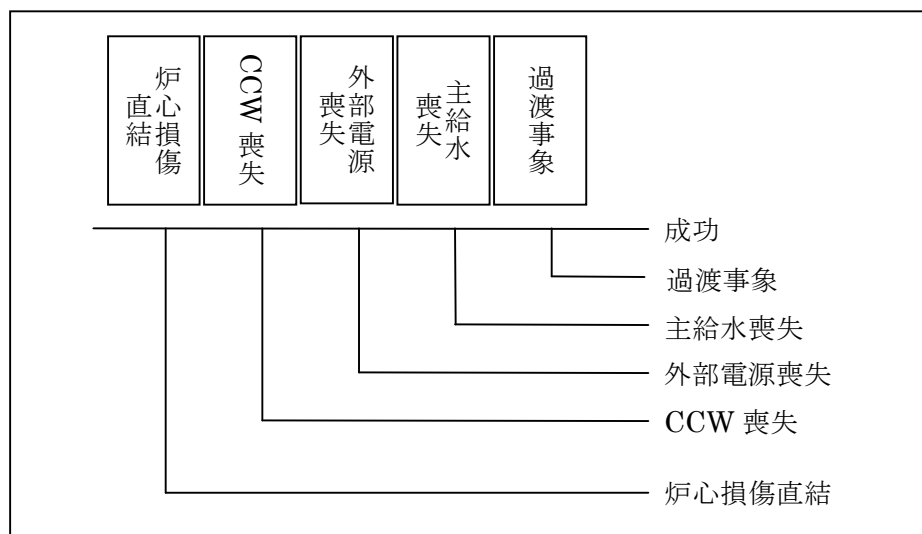 炉心損傷
直結
CCW 喪失
外部電源
喪失
主給水
喪失
過渡事象
成功
過渡事象
主給水喪失
外部電源喪失
CCW 喪失
炉心損傷直結